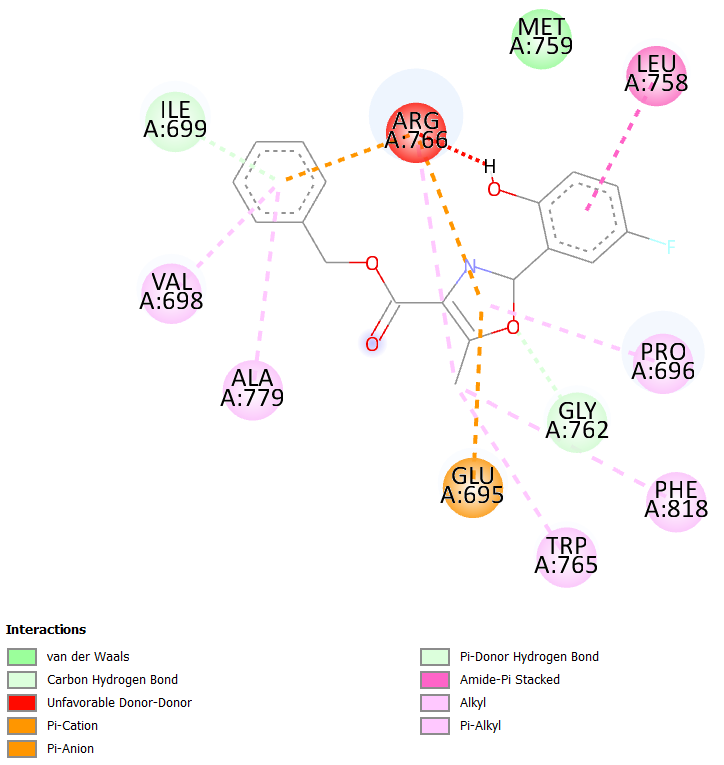 MET
A:759
LEU
A:758
ILE
A:699
ARG
A:766
H
O
F
N
O
O
O
VAL
A:698
PRO
A:696
ALA
A:779
GLY
A:762
GLU
A:695
PHE
A:818
TRP
A:765
Interactions
van der Waals
Carbon Hydrogen Bond
Unfavorable Donor-Donor
Pi-Cation
Pi-Anion
Pi-Donor Hydrogen Bond
Amide-Pi Stacked
Alkyl
Pi-Alkyl